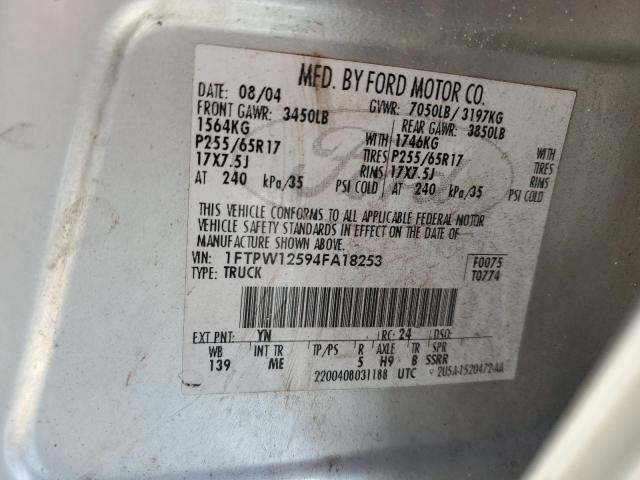 MFD. BY FORD MOTOR CO.
DATE: 08/04 GVWR: 7050LB / 3197KG
FRONT GAWR: 3450LB REAR GAWR: 3850LB
1564KG WITH 1746KG WITH
P255/65R17 TIRES P255/65R17 TIRES
17X7.5J RIMS 17X7.5J RIMS
AT 240 kPa/35 PSI COLD AT 240 kPa/35 PSI COLD
THIS VEHICLE CONFORMS TO ALL APPLICABLE FEDERAL MOTOR
VEHICLE SAFETY STANDARDS IN EFFECT ON THE DATE OF
MANUFACTURE SHOWN ABOVE.
VIN: 1FTPW12594FA18253 F0075
TYPE: TRUCK T0774
EXT PNT: YN RC: 24 DSO:
WB INT TR TP/PS R AXLE TR SPR
139 ME 5 H9 B SSRR
220040803118B UTC 2U5A-1520472-AA
Ford